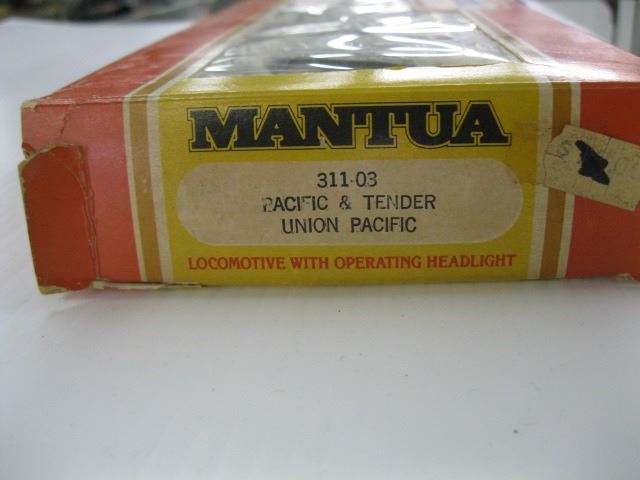 MANTUA
311-03
PACIFIC & TENDER
UNION PACIFIC
LOCOMOTIVE WITH OPERATING HEADLIGHT